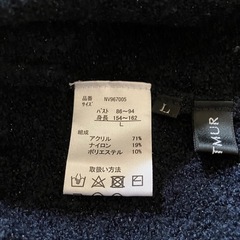 品番 NV967005
サイズ
バスト 86~94
身長 154~162
L
組成
アクリル 71%
ナイロン 19%
ポリエステル 10%
取扱い方法
L
TMUR